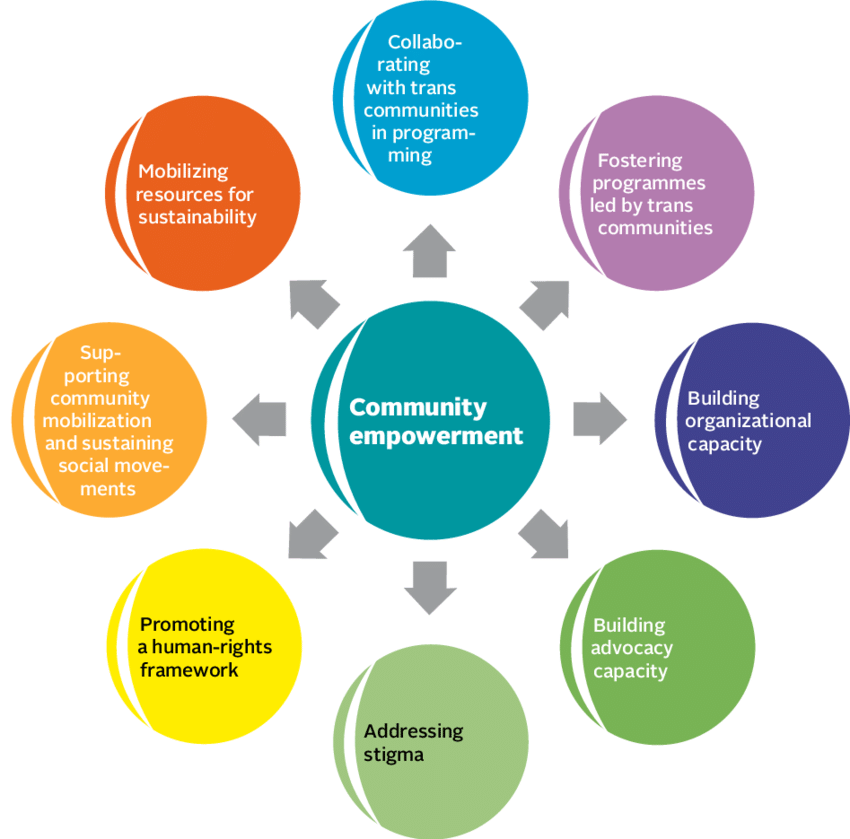 Collabo-
rating
with trans
communities
in program-
ming
Fostering
programmes
led by trans
communities
Building
organizational
capacity
Building
advocacy
capacity
Addressing
stigma
Promoting
a human-rights
framework
Sup-
porting
community
mobilization
and sustaining
social move-
ments
Mobilizing
resources for
sustainability
Community
empowerment